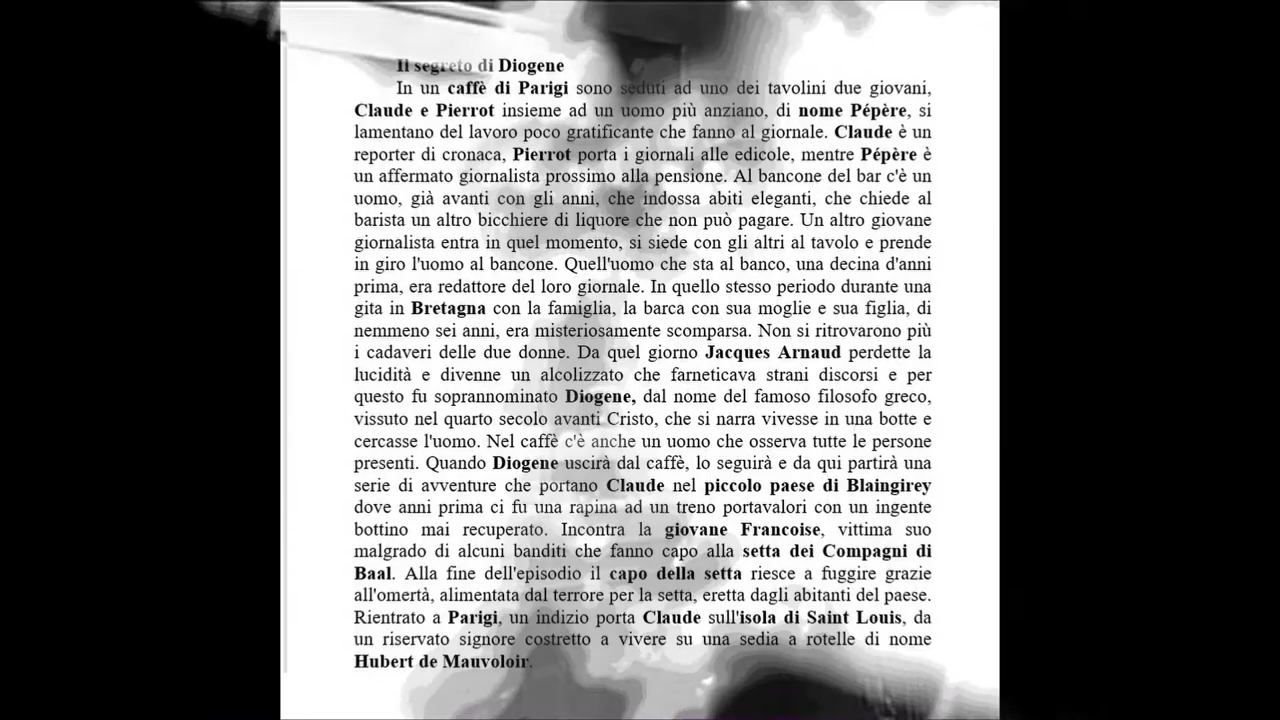 Il segreto di Diogene
In un caffè di Parigi sono seduti ad uno dei tavolini due giovani,
Claude e Pierrot insieme ad un uomo più anziano, di nome Pépère, si
lamentano del lavoro poco gratificante che fanno al giornale. Claude è un
reporter di cronaca, Pierrot porta i giornali alle edicole, mentre Pépère è
un affermato giornalista prossimo alla pensione. Al bancone del bar c'è un
uomo, già avanti con gli anni, che indossa abiti eleganti, che chiede al
barista un altro bicchiere di liquore che non può pagare. Un altro giovane
giornalista entra in quel momento, si siede con gli altri al tavolo e prende
in giro l'uomo al bancone. Quell'uomo che sta al banco, una decina d'anni
prima, era redattore del loro giornale. In quello stesso periodo durante una
gita in Bretagna con la famiglia, la barca con sua moglie e sua figlia, di
nemmeno sei anni, era misteriosamente scomparsa. Non si ritrovarono più
i cadaveri delle due donne. Da quel giorno Jacques Arnaud perdette la
lucidità e divenne un alcolizzato che farneticava strani discorsi e per
questo fu soprannominato Diogene, dal nome del famoso filosofo greco,
vissuto nel quarto secolo avanti Cristo, che si narra vivesse in una botte e
cercasse l'uomo. Nel caffè c'è anche un uomo che osserva tutte le persone
presenti. Quando Diogene uscirà dal caffè, lo seguirà e da qui partirà una
serie di avventure che portano Claude nel piccolo paese di Blaingirey
dove anni prima ci fu una rapina ad un treno portavalori con un ingente
bottino mai recuperato. Incontra la giovane Francoise, vittima suo
malgrado di alcuni banditi che fanno capo alla setta dei Compagni di
Baal. Alla fine dell'episodio il capo della setta riesce a fuggire grazie
all'omertà, alimentata dal terrore per la setta, eretta dagli abitanti del paese.
Rientrato a Parigi, un indizio porta Claude sull'isola di Saint Louis, da
un riservato signore costretto a vivere su una sedia a rotelle di nome
Hubert de Mauvoloir.